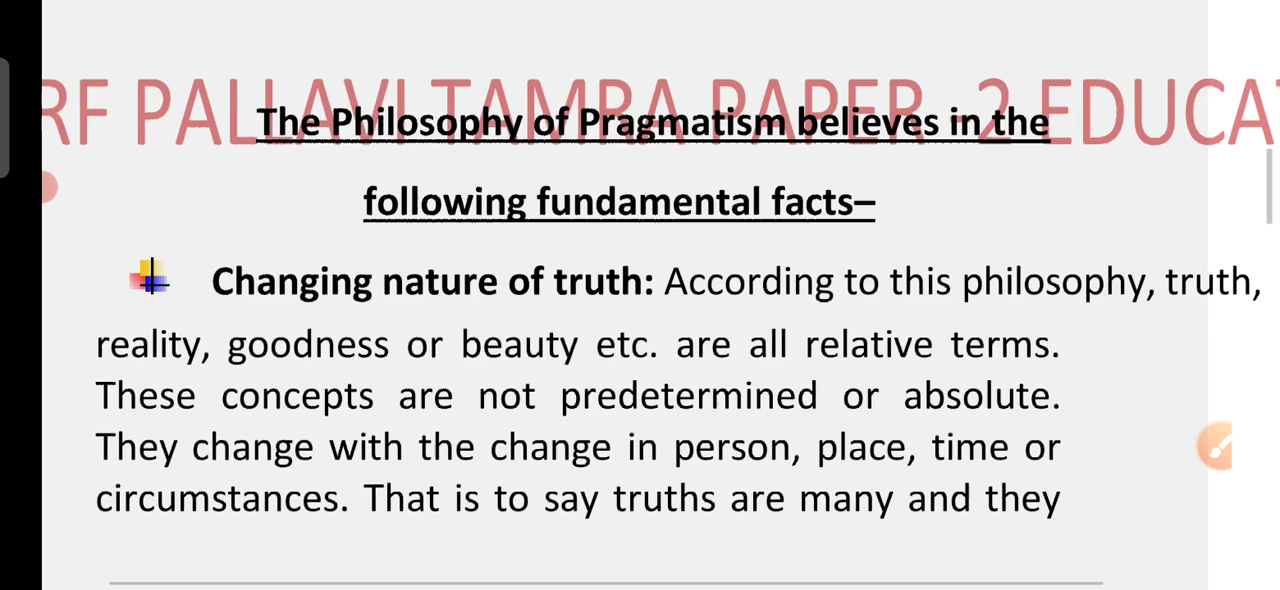 RF PALLAVI TAMRA PAPER -2 EDUCA
The Philosophy of Pragmatism believes in the
following fundamental facts–
Changing nature of truth: According to this philosophy, truth,
reality, goodness or beauty etc. are all relative terms.
These concepts are not predetermined or absolute.
They change with the change in person, place, time or
circumstances. That is to say truths are many and they